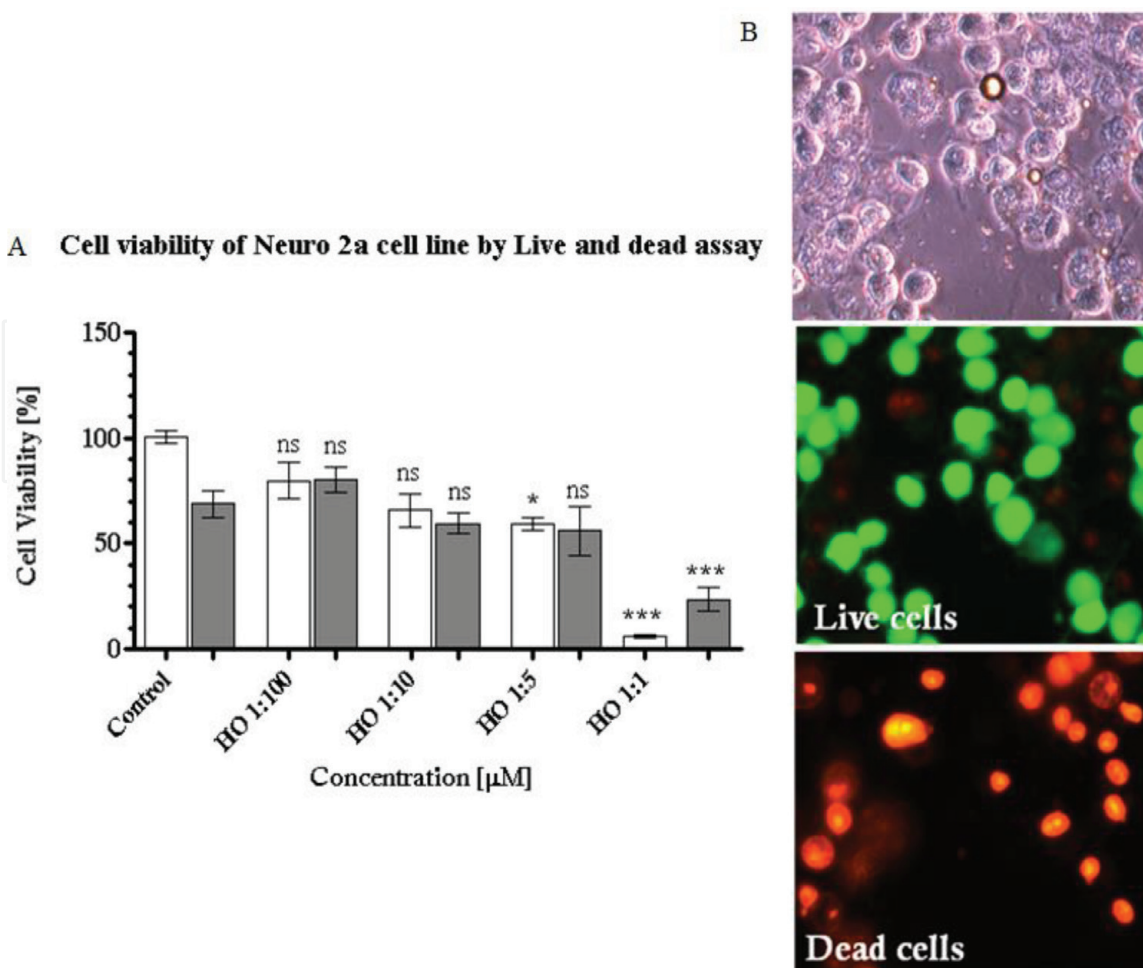 B
A Cell viability of Neuro 2a cell line by Live and dead assay
Cell Viability [%]
150
100
50
0
ns ns
ns ns
* ns
*** ***
Control
HO 1:100
HO 1:10
HO 1:5
HO 1:1
Concentration [μM]
Live cells
Dead cells